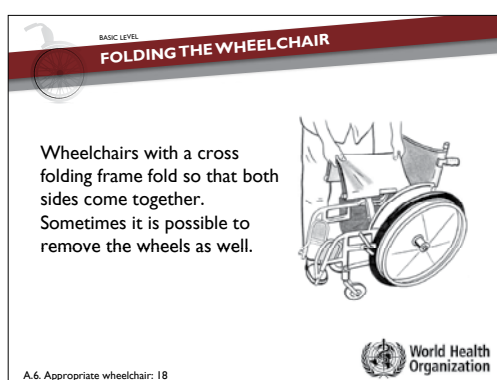 BASIC LEVEL
FOLDING THE WHEELCHAIR
Wheelchairs with a cross
folding frame fold so that both
sides come together.
Sometimes it is possible to
remove the wheels as well.
A.6. Appropriate wheelchair: 18
World Health
Organization